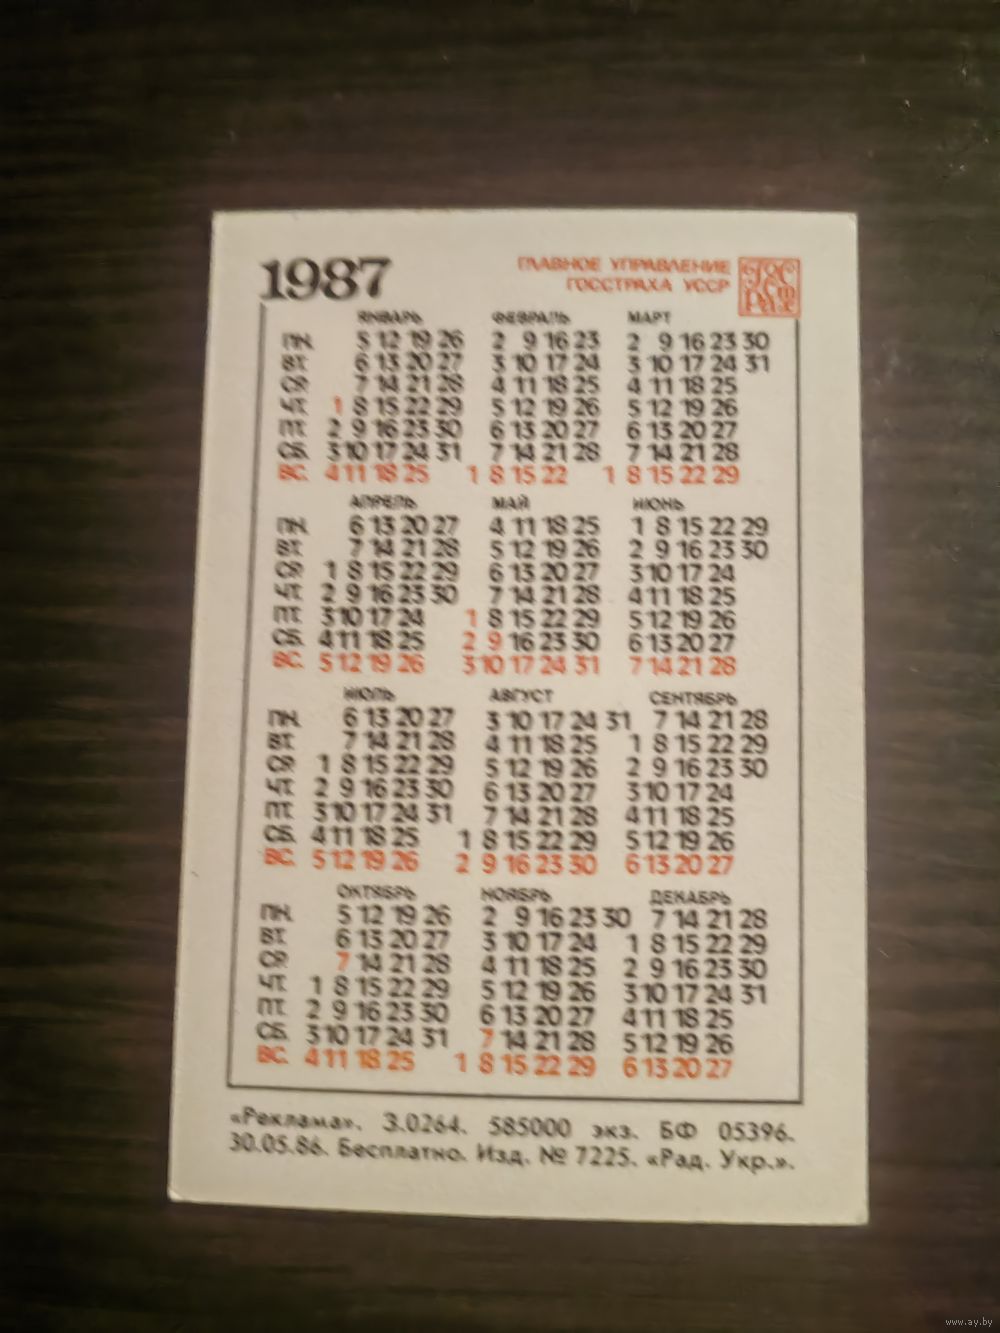 1987
ГЛАВНОЕ УПРАВЛЕНИЕ
ГОССТРАХА УССР
ГОС
СТ
РАХ
ЯНВАРЬ ФЕВРАЛЬ МАРТ
ПН. 5 12 19 26 2 9 16 23 2 9 16 23 30
ВТ. 6 13 20 27 3 10 17 24 3 10 17 24 31
СР. 7 14 21 28 4 11 18 25 4 11 18 25
ЧТ. 1 8 15 22 29 5 12 19 26 5 12 19 26
ПТ. 2 9 16 23 30 6 13 20 27 6 13 20 27
СБ. 3 10 17 24 31 7 14 21 28 7 14 21 28
ВС. 4 11 18 25 1 8 15 22 1 8 15 22 29
АПРЕЛЬ МАЙ ИЮНЬ
ПН. 6 13 20 27 4 11 18 25 1 8 15 22 29
ВТ. 7 14 21 28 5 12 19 26 2 9 16 23 30
СР. 1 8 15 22 29 6 13 20 27 3 10 17 24
ЧТ. 2 9 16 23 30 7 14 21 28 4 11 18 25
ПТ. 3 10 17 24 1 8 15 22 29 5 12 19 26
СБ. 4 11 18 25 2 9 16 23 30 6 13 20 27
ВС. 5 12 19 26 3 10 17 24 31 7 14 21 28
ИЮЛЬ АВГУСТ СЕНТЯБРЬ
ПН. 6 13 20 27 3 10 17 24 31 7 14 21 28
ВТ. 7 14 21 28 4 11 18 25 1 8 15 22 29
СР. 1 8 15 22 29 5 12 19 26 2 9 16 23 30
ЧТ. 2 9 16 23 30 6 13 20 27 3 10 17 24
ПТ. 3 10 17 24 31 7 14 21 28 4 11 18 25
СБ. 4 11 18 25 1 8 15 22 29 5 12 19 26
ВС. 5 12 19 26 2 9 16 23 30 6 13 20 27
ОКТЯБРЬ НОЯБРЬ ДЕКАБРЬ
ПН. 5 12 19 26 2 9 16 23 30 7 14 21 28
ВТ. 6 13 20 27 3 10 17 24 1 8 15 22 29
СР. 7 14 21 28 4 11 18 25 2 9 16 23 30
ЧТ. 1 8 15 22 29 5 12 19 26 3 10 17 24 31
ПТ. 2 9 16 23 30 6 13 20 27 4 11 18 25
СБ. 3 10 17 24 31 7 14 21 28 5 12 19 26
ВС. 4 11 18 25 1 8 15 22 29 6 13 20 27
«Реклама». З.0264. 585000 экз. БФ 05396.
30.05.86. Бесплатно. Изд. № 7225. «Рад. Укр.».
www.ay.by